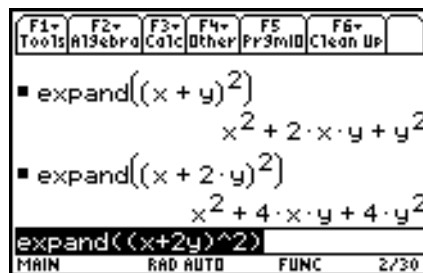 F1▾ F2▾ F3▾ F4▾ F5 F6▾
Tools Algebra Calc Other PrgmIO Clean Up
▪ expand((x + y)²)
x² + 2·x·y + y²
▪ expand((x + 2·y)²)
x² + 4·x·y + 4·y²
expand((x+2y)^2)
MAIN RAD AUTO FUNC 2/30